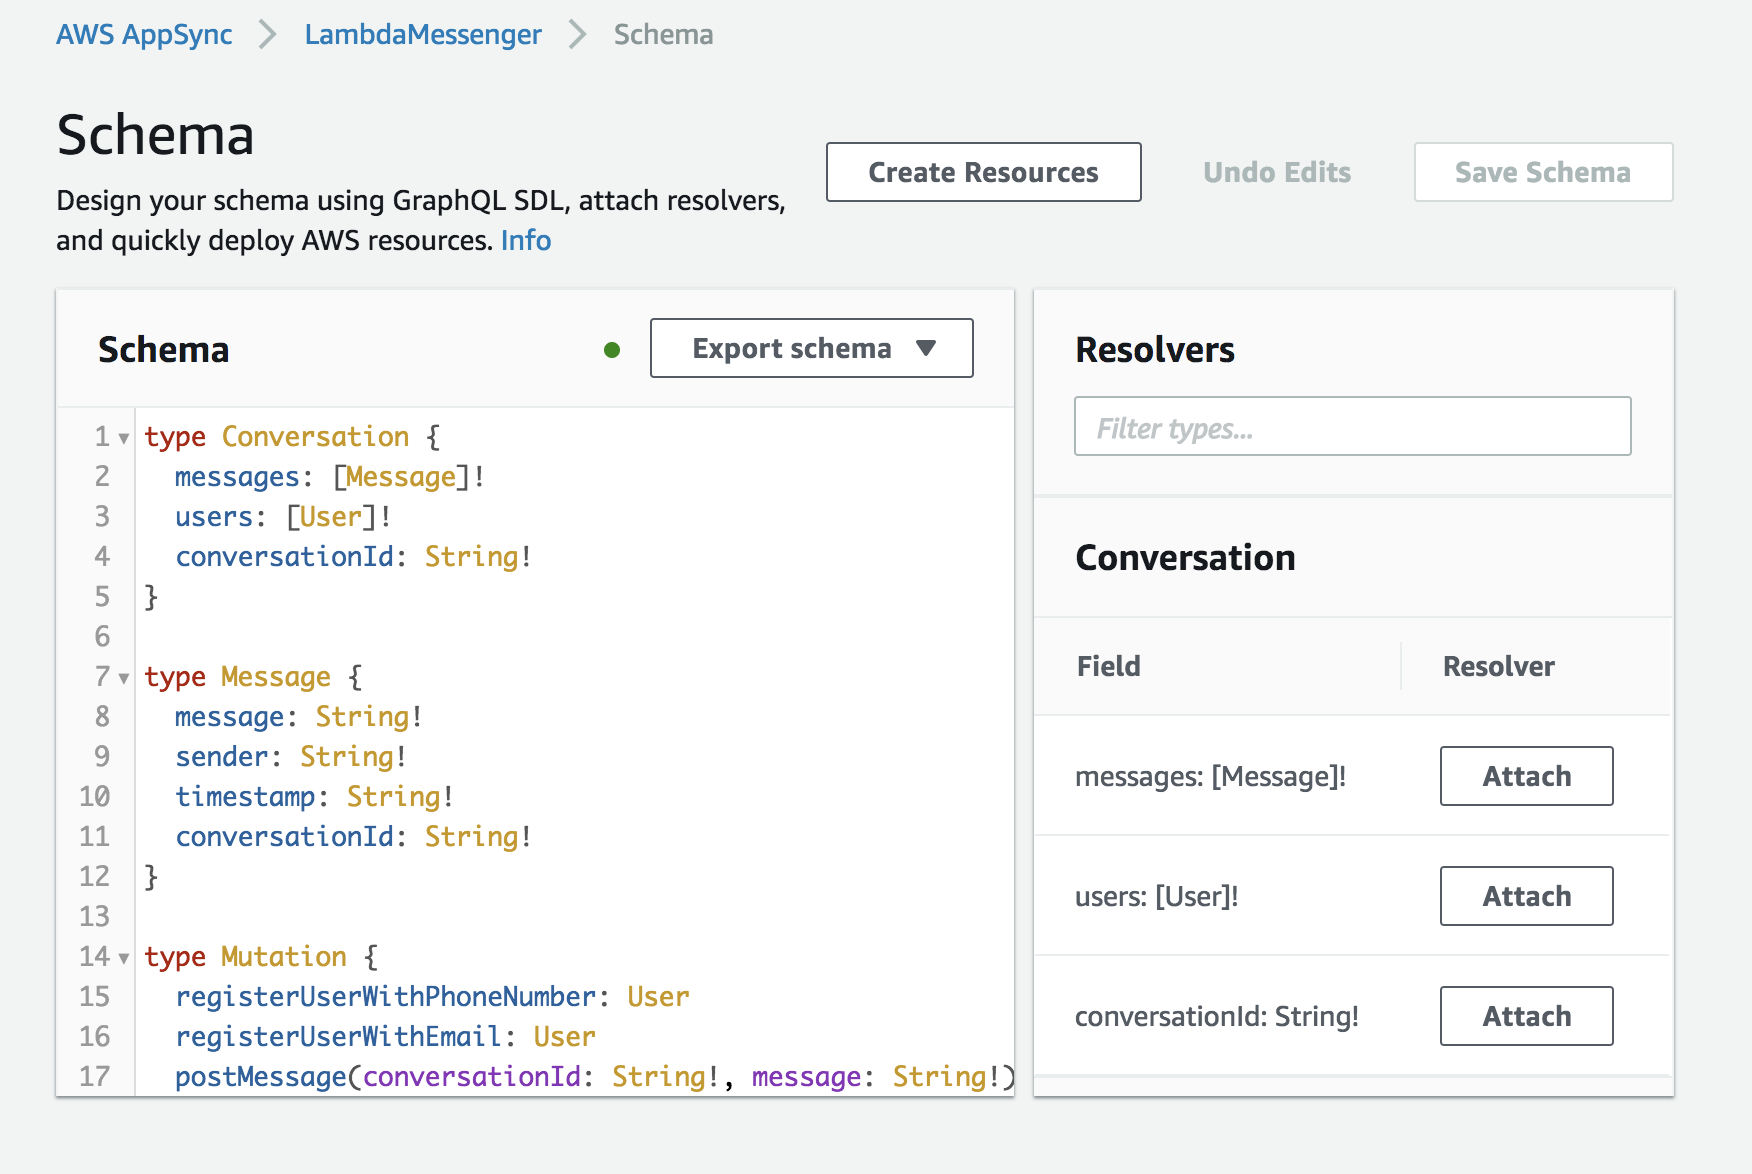 AWS AppSync > LambdaMessenger > Schema
Schema
Design your schema using GraphQL SDL, attach resolvers,
and quickly deploy AWS resources. Info
Create Resources
Undo Edits
Save Schema
Schema
Export schema
1 type Conversation {
2 messages: [Message]!
3 users: [User]!
4 conversationId: String!
5 }
6
7 type Message {
8 message: String!
9 sender: String!
10 timestamp: String!
11 conversationId: String!
12 }
13
14 type Mutation {
15 registerUserWithPhoneNumber: User
16 registerUserWithEmail: User
17 postMessage(conversationId: String!, message: String!)
Resolvers
Filter types...
Conversation
Field Resolver
messages: [Message]! Attach
users: [User]! Attach
conversationId: String! Attach